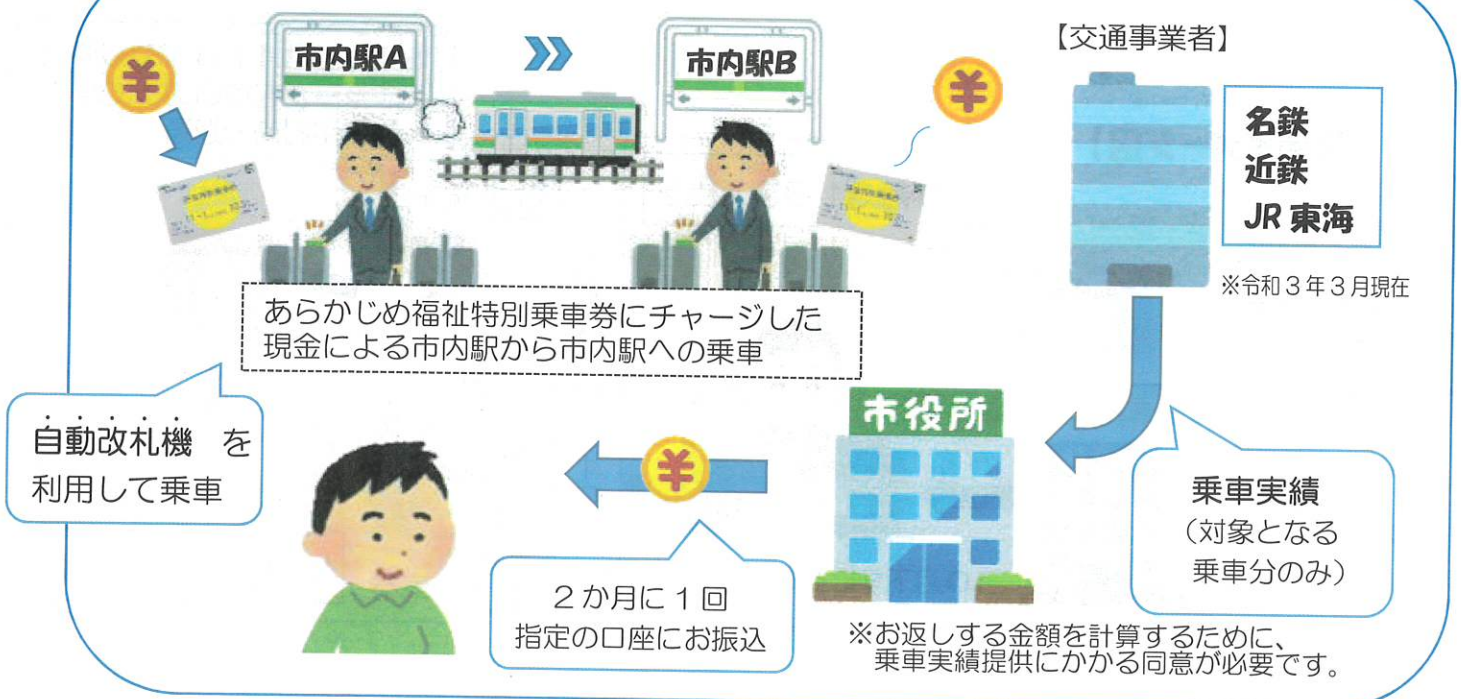 市内駅A
市内駅B
【交通事業者】
名鉄
近鉄
JR東海
※令和3年3月現在
あらかじめ福祉特別乗車券にチャージした
現金による市内駅から市内駅への乗車
自動改札機 を
利用して乗車
市役所
乗車実績
(対象となる
乗車分のみ)
2か月に1回
指定の口座にお振込
※お返しする金額を計算するために、
乗車実績提供にかかる同意が必要です。